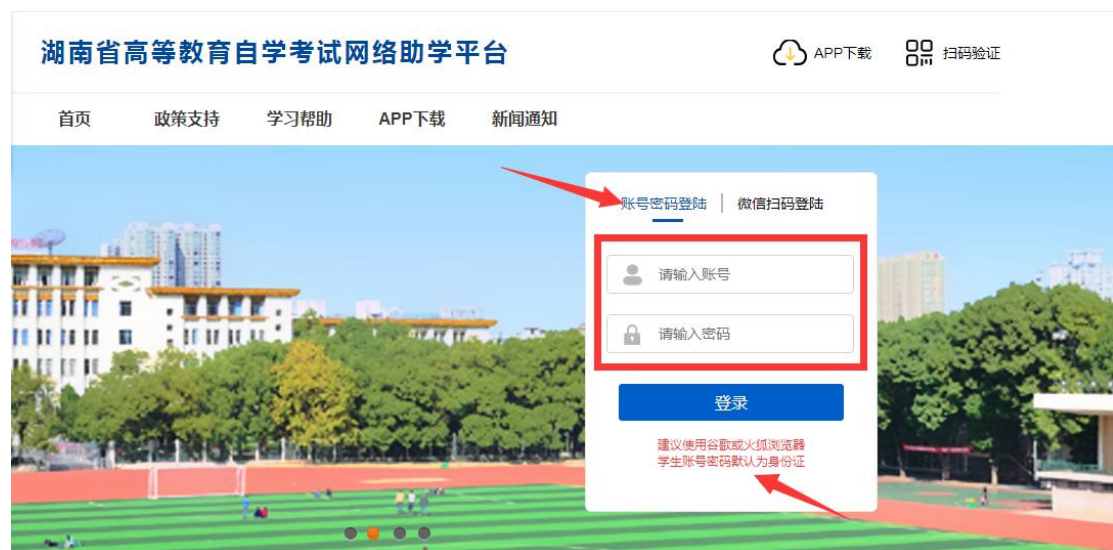 湖南省高等教育自学考试网络助学平台
APP下载
扫码验证
首页
政策支持
学习帮助
APP下载
新闻通知
账号密码登陆
微信扫码登陆
请输入账号
请输入密码
登录
建议使用谷歌或火狐浏览器
学生账号密码默认为身份证